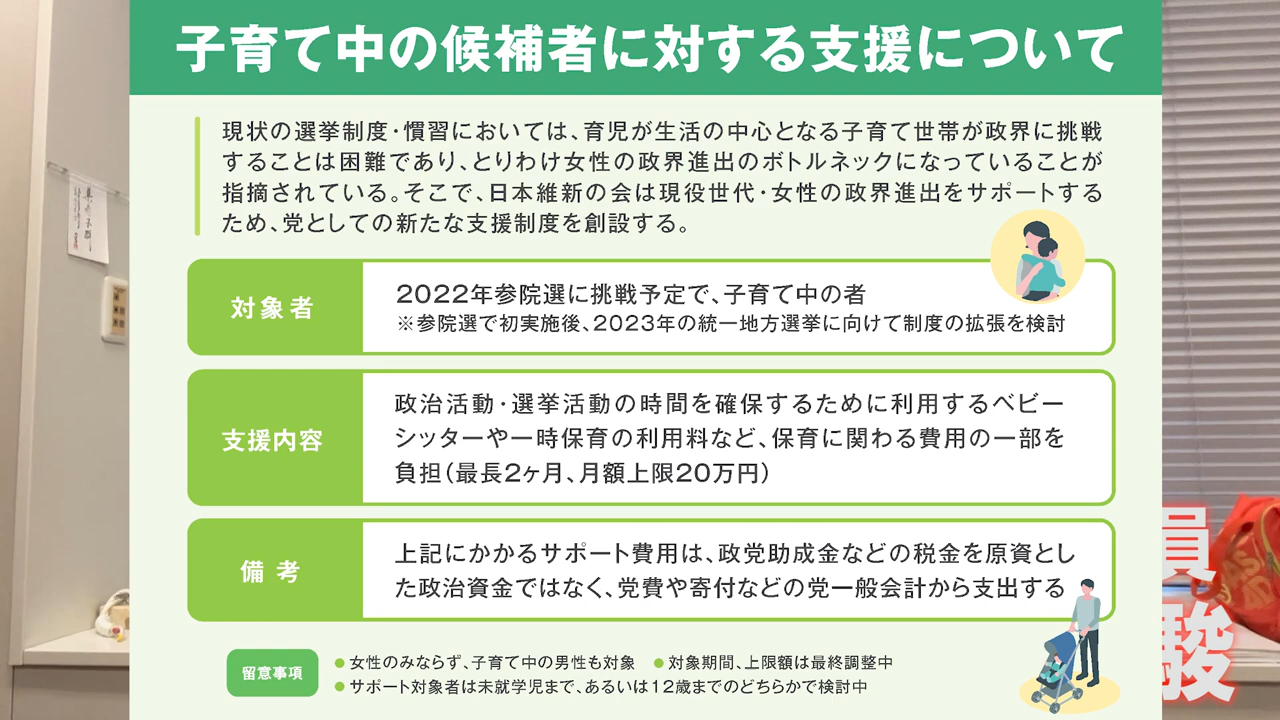 子育て中の候補者に対する支援について
現状の選挙制度・慣習においては、育児が生活の中心となる子育て世帯が政界に挑戦
することは困難であり、とりわけ女性の政界進出のボトルネックになっていることが
指摘されている。そこで、日本維新の会は現役世代・女性の政界進出をサポートする
ため、党としての新たな支援制度を創設する。
対象者
2022年参院選に挑戦予定で、子育て中の者
※参院選で初実施後、2023年の統一地方選挙に向けて制度の拡張を検討
支援内容
政治活動・選挙活動の時間を確保するために利用するベビー
シッターや一時保育の利用料など、保育に関わる費用の一部を
負担（最長2ヶ月、月額上限20万円）
備考
上記にかかるサポート費用は、政党助成金などの税金を原資とし
た政治資金ではなく、党費や寄付などの党一般会計から支出する
留意事項
●女性のみならず、子育て中の男性も対象 ●対象期間、上限額は最終調整中
●サポート対象者は未就学児まで、あるいは12歳までのどちらかで検討中
員
駿